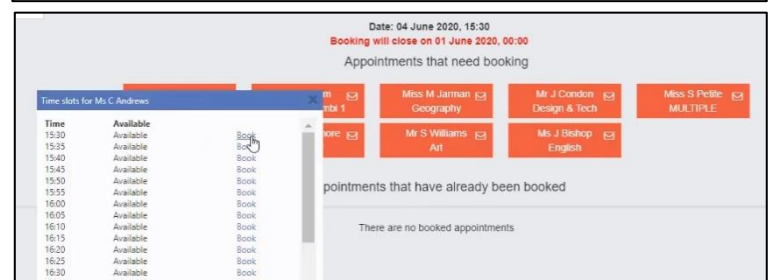 Date: 04 June 2020, 15:30
Booking will close on 01 June 2020, 00:00
Appointments that need booking
Miss M Jarman
Geography
Mr J Condon
Design & Tech
Miss S Petite
MULTIPLE
Mr S Williams
Art
Ms J Bishop
English
Time slots for Ms C Andrews
Time Available
15:30 Available Book
15:35 Available
15:40 Available Book
15:45 Available Book
15:50 Available Book
15:55 Available Book
16:00 Available Book
16:05 Available Book
16:10 Available Book
16:15 Available Book
16:20 Available Book
16:25 Available Book
16:30 Available Book
pointments that have already been booked
There are no booked appointments